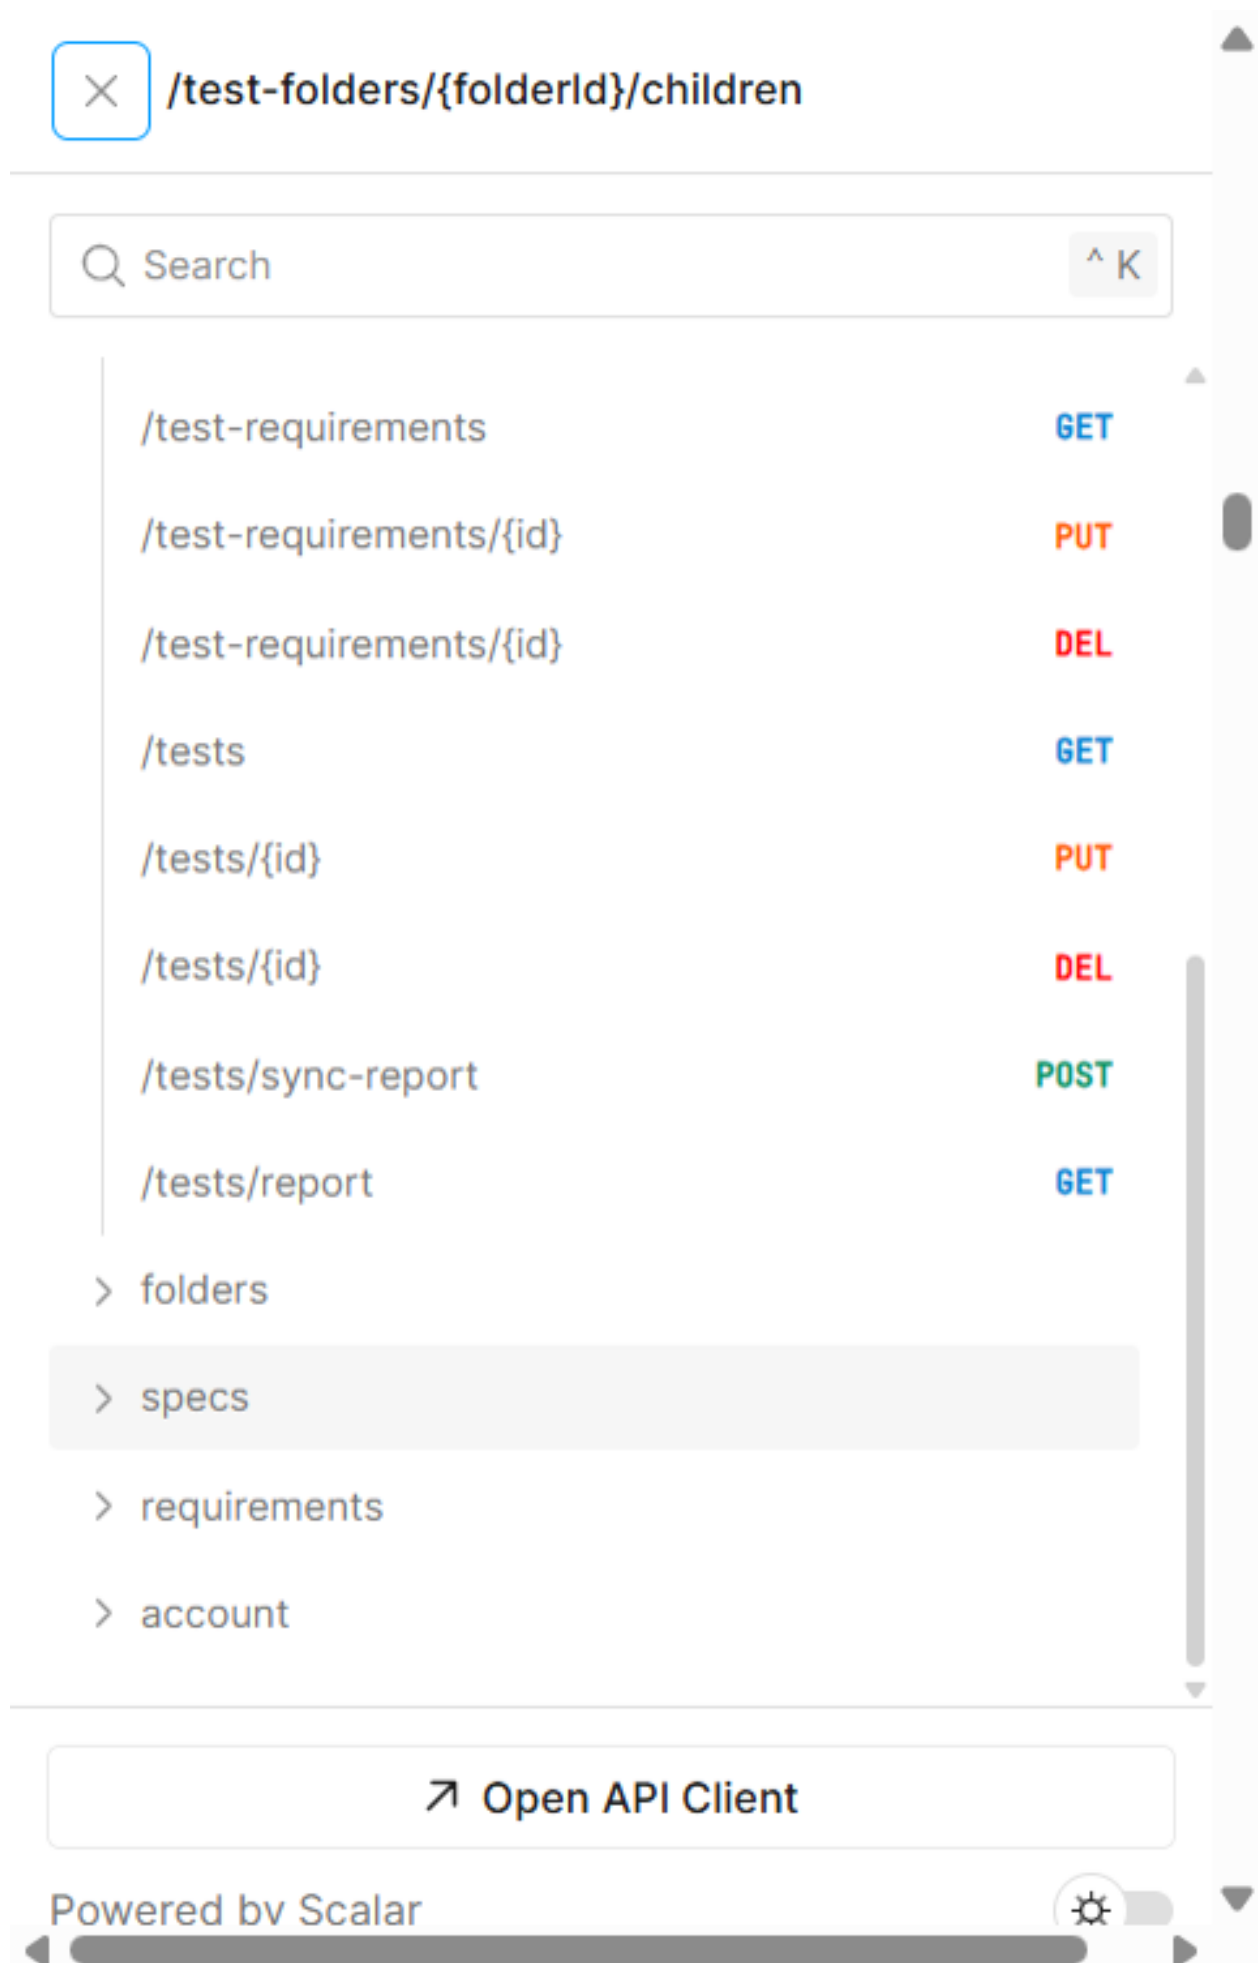 /test-folders/{folderId}/children
Search ^ K
/test-requirements GET
/test-requirements/{id} PUT
/test-requirements/{id} DEL
/tests GET
/tests/{id} PUT
/tests/{id} DEL
/tests/sync-report POST
/tests/report GET
folders
specs
requirements
account
Open API Client
Powered by Scalar